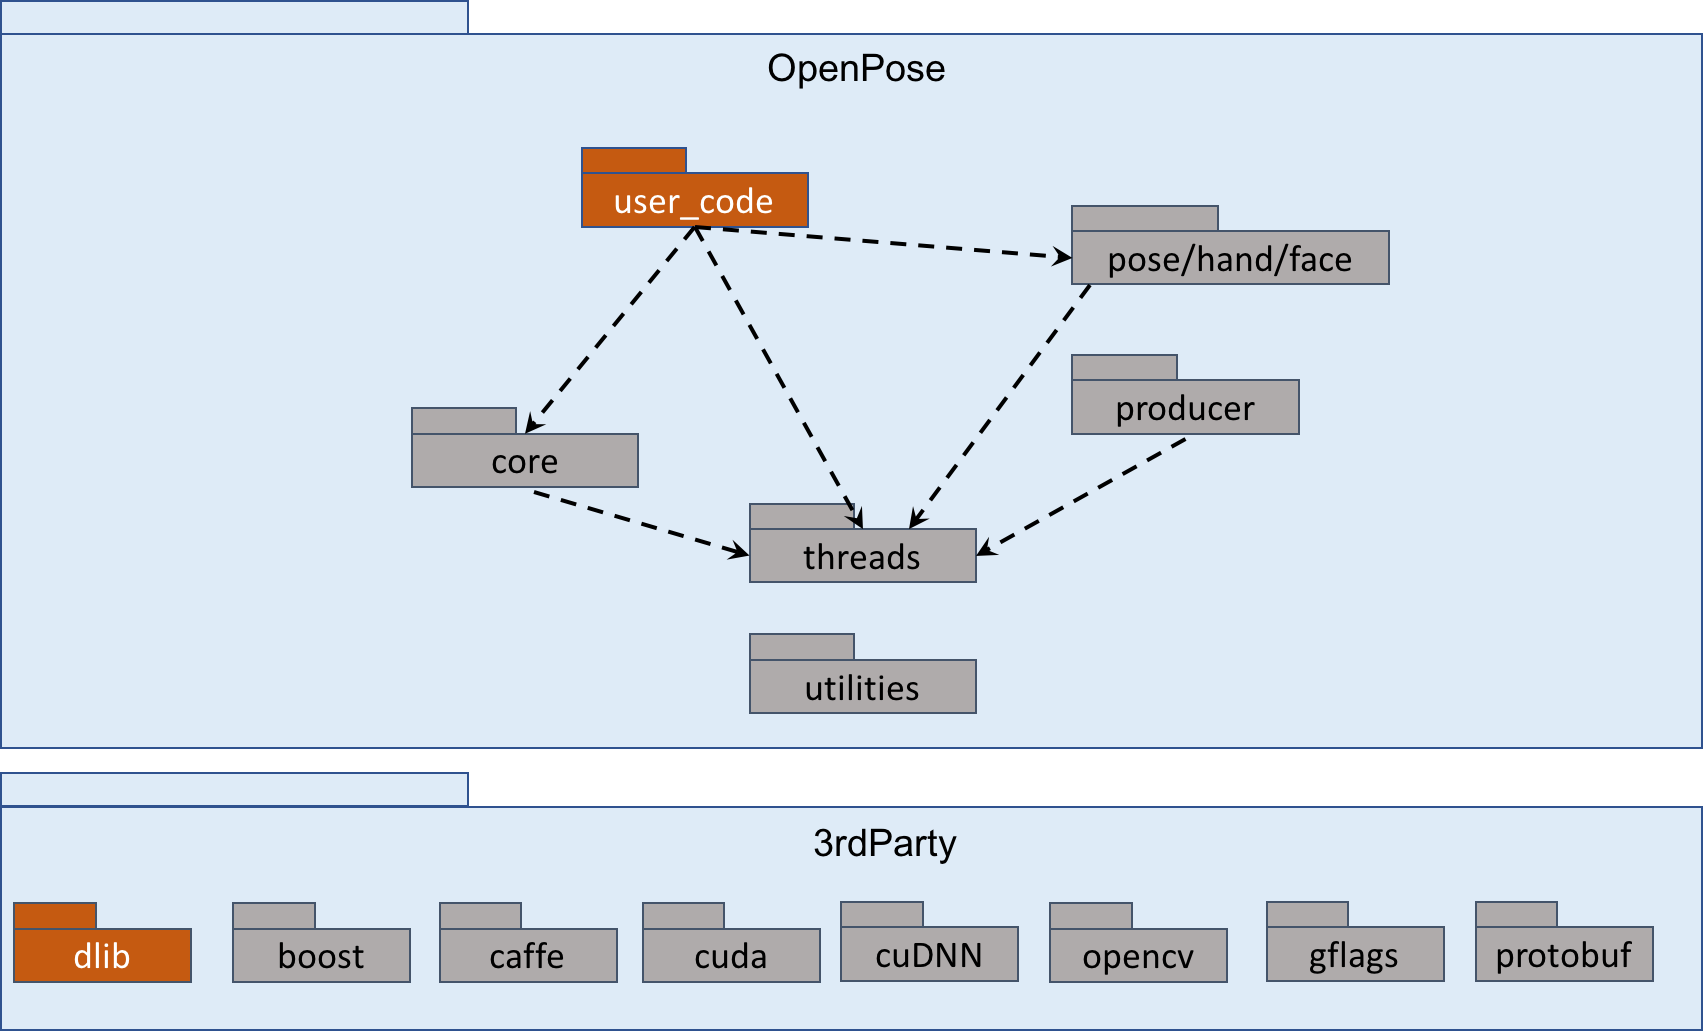 OpenPose
user_code
pose/hand/face
producer
core
threads
utilities
3rdParty
dlib
boost
caffe
cuda
cuDNN
opencv
gflags
protobuf